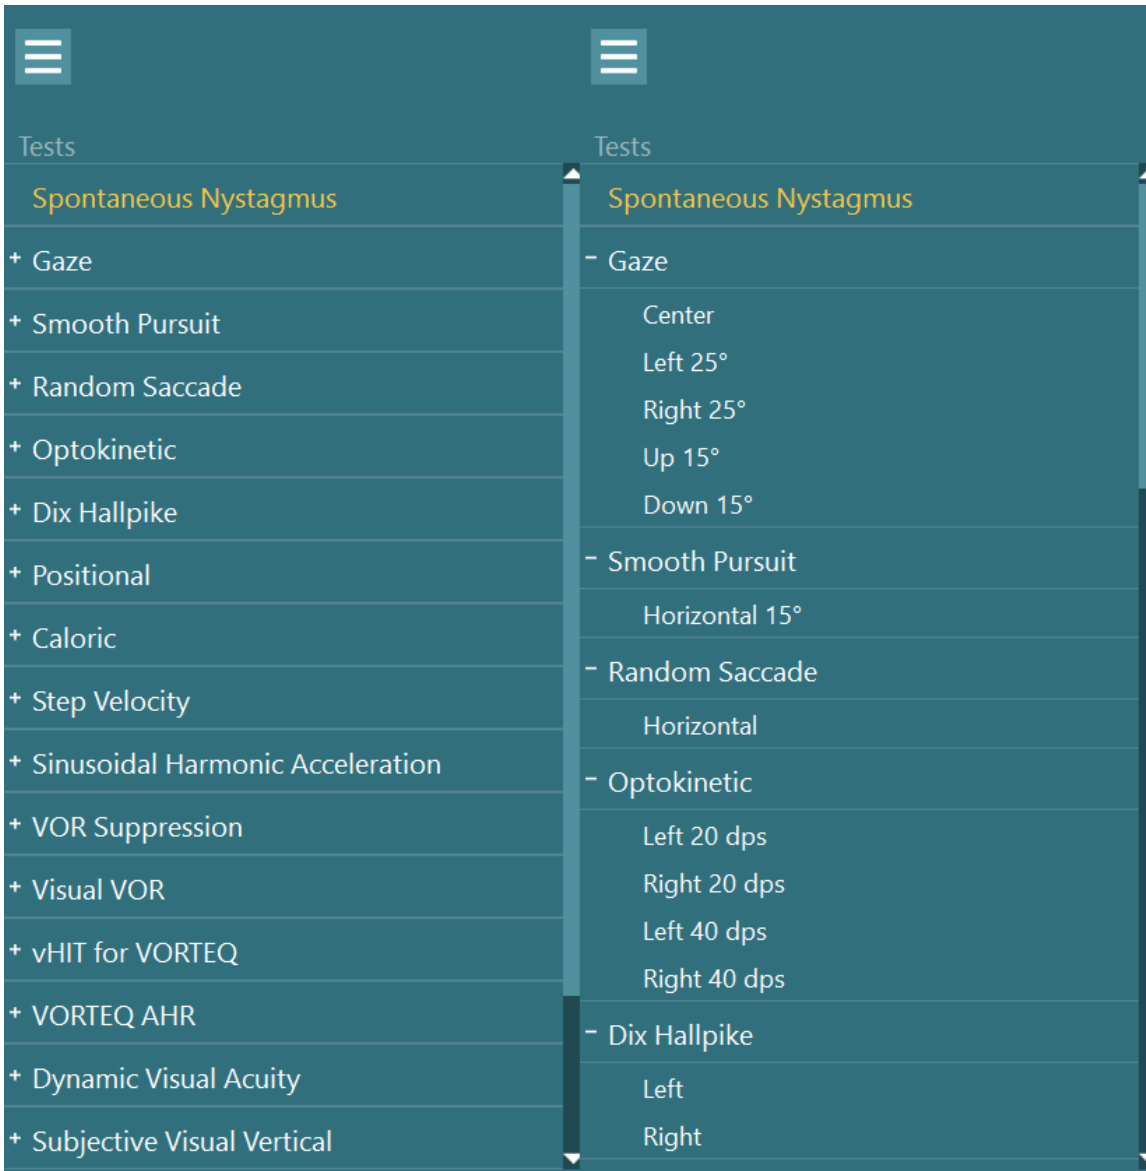 Tests
Spontaneous Nystagmus
+ Gaze
+ Smooth Pursuit
+ Random Saccade
+ Optokinetic
+ Dix Hallpike
+ Positional
+ Caloric
+ Step Velocity
+ Sinusoidal Harmonic Acceleration
+ VOR Suppression
+ Visual VOR
+ vHIT for VORTEQ
+ VORTEQ AHR
+ Dynamic Visual Acuity
+ Subjective Visual Vertical
Tests
Spontaneous Nystagmus
- Gaze
Center
Left 25°
Right 25°
Up 15°
Down 15°
- Smooth Pursuit
Horizontal 15°
- Random Saccade
Horizontal
- Optokinetic
Left 20 dps
Right 20 dps
Left 40 dps
Right 40 dps
- Dix Hallpike
Left
Right